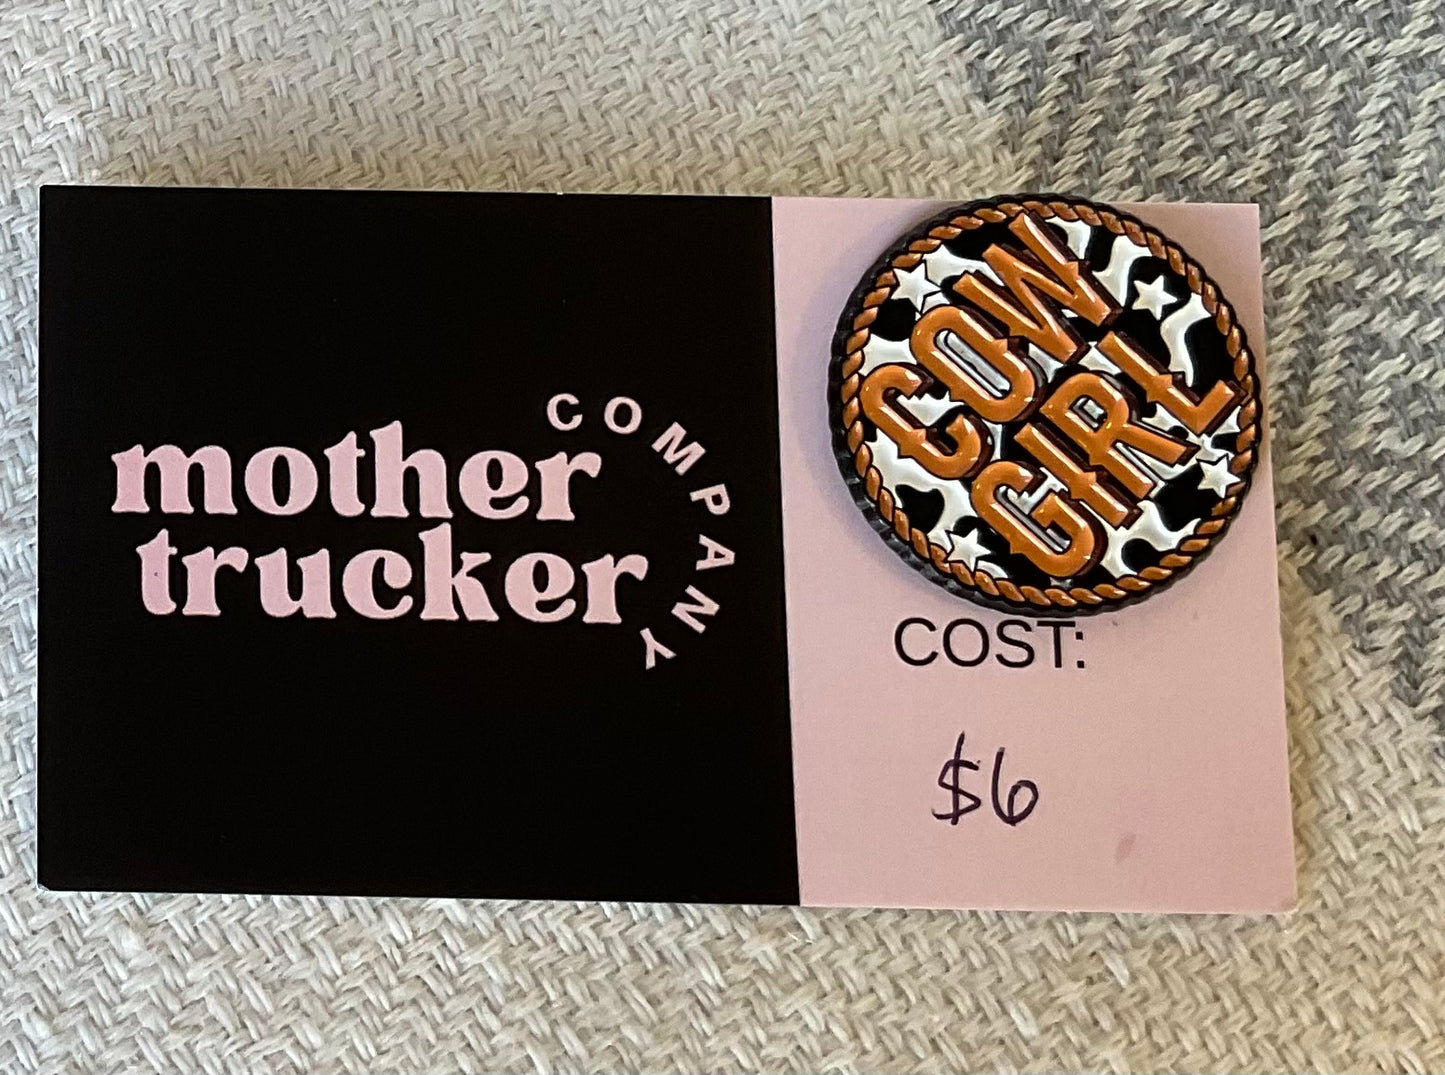 mother
trucker
COMPANY
COW
GIRL
COST:
$6